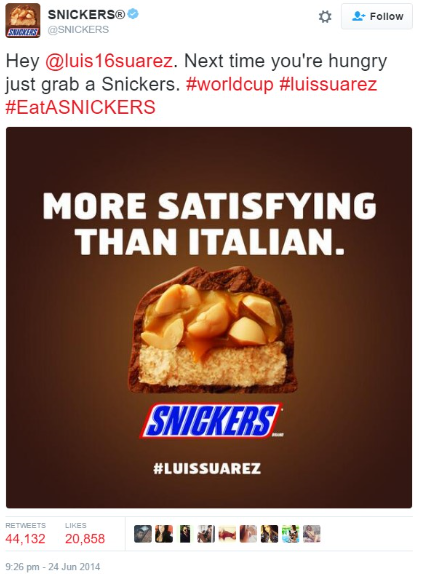 SNICKERS®
@SNICKERS
Follow
Hey @luis16suarez. Next time you're hungry
just grab a Snickers. #worldcup #luissuarez
#EatASNICKERS
MORE SATISFYING
THAN ITALIAN.
SNICKERS
#LUISSUAREZ
RETWEETS LIKES
44,132 20,858
9:26 pm - 24 Jun 2014